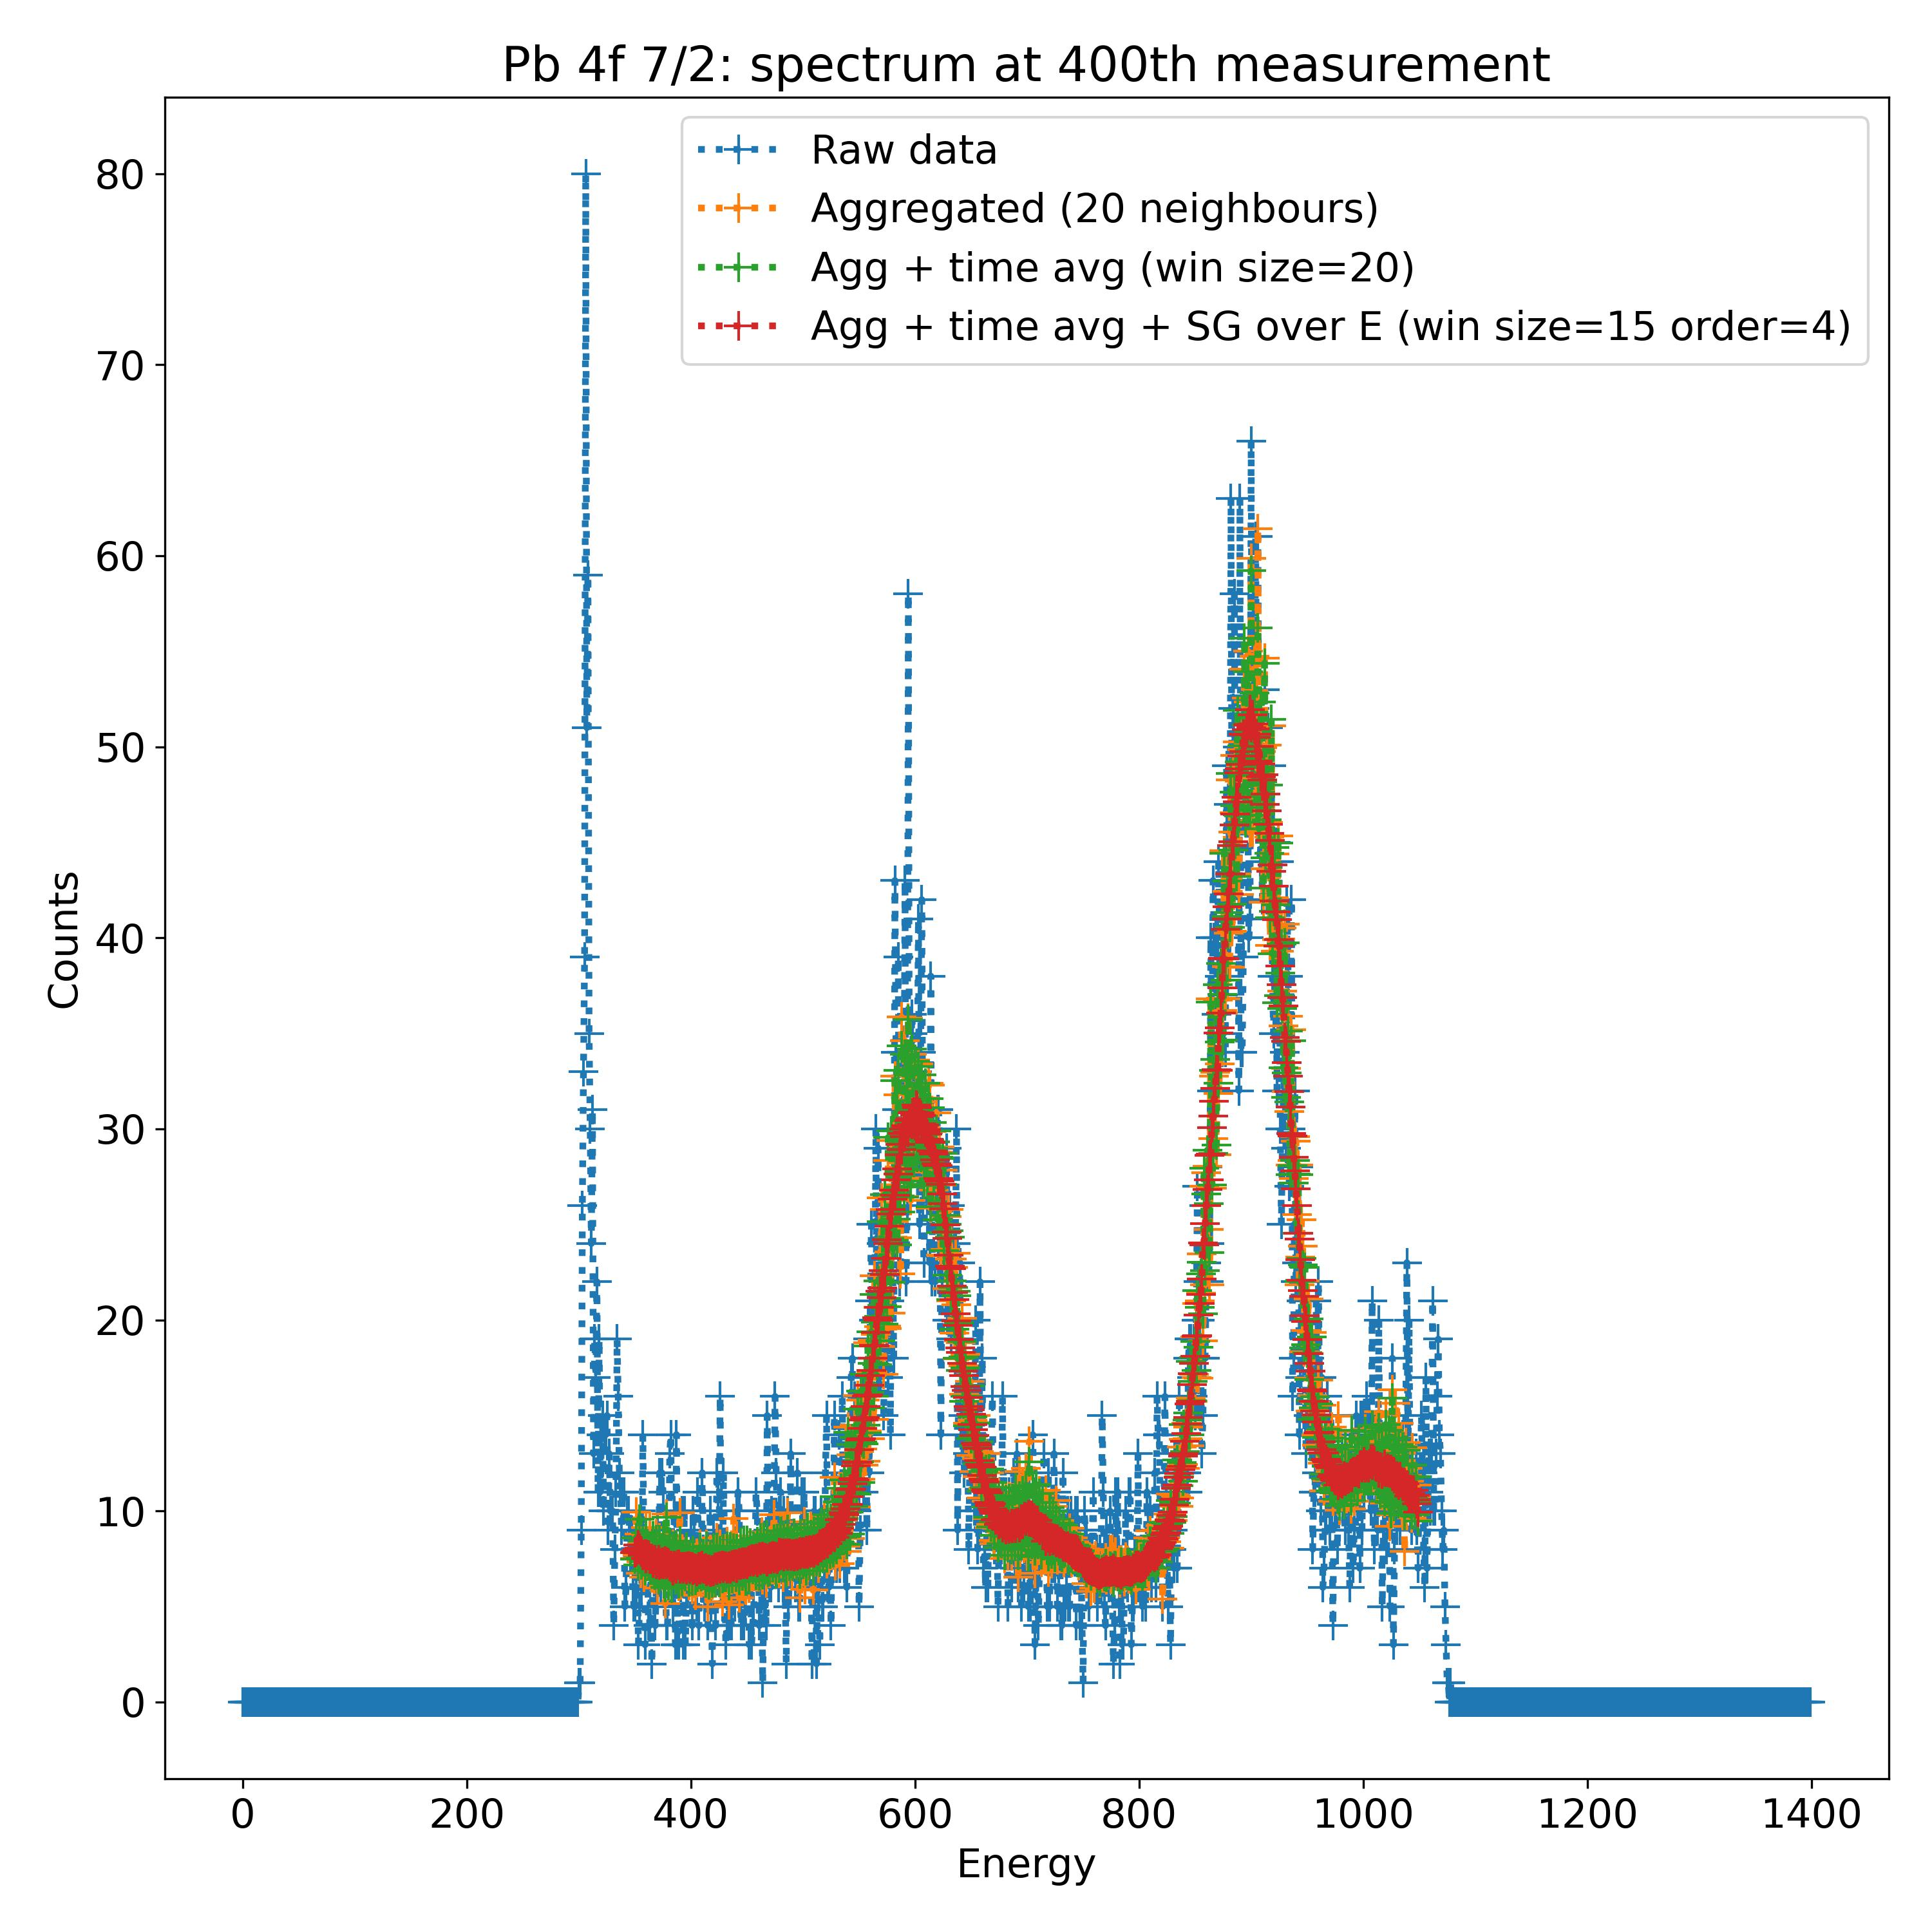 Pb 4f 7/2: spectrum at 400th measurement
Raw data
Aggregated (20 neighbours)
Agg + time avg (win size=20)
Agg + time avg + SG over E (win size=15 order=4)
80
70
60
50
40
30
20
10
0
Counts
0 200 400 600 800 1000 1200 1400
Energy